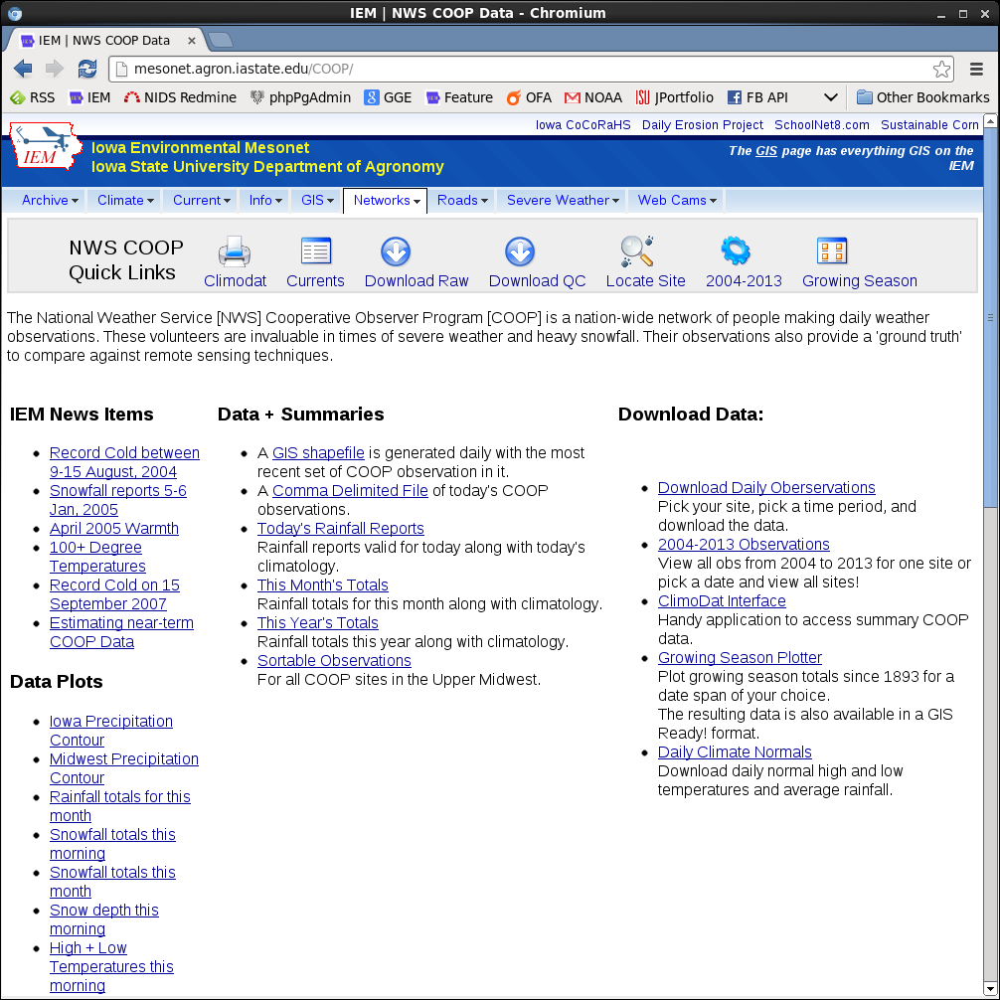 IEM | NWS COOP Data - Chromium
IEM | NWS COOP Data
mesonet.agron.iastate.edu/COOP/
RSS IEM NIDS Redmine phpPgAdmin GGE Feature OFA NOAA JPortfolio FB API Other Bookmarks
Iowa CoCoRaHS Daily Erosion Project SchoolNet8.com Sustainable Corn
IEM
Iowa Environmental Mesonet
Iowa State University Department of Agronomy
The GIS page has everything GIS on the
IEM
Archive Climate Current Info GIS Networks Roads Severe Weather Web Cams
NWS COOP
Quick Links
Climodat Currents Download Raw Download QC Locate Site 2004-2013 Growing Season
The National Weather Service [NWS] Cooperative Observer Program [COOP] is a nation-wide network of people making daily weather
observations. These volunteers are invaluable in times of severe weather and heavy snowfall. Their observations also provide a 'ground truth'
to compare against remote sensing techniques.
IEM News Items
Record Cold between
9-15 August, 2004
Snowfall reports 5-6
Jan, 2005
April 2005 Warmth
100+ Degree
Temperatures
Record Cold on 15
September 2007
Estimating near-term
COOP Data
Data Plots
Iowa Precipitation
Contour
Midwest Precipitation
Contour
Rainfall totals for this
month
Snowfall totals this
morning
Snowfall totals this
month
Snow depth this
morning
High + Low
Temperatures this
morning
Data + Summaries
A GIS shapefile is generated daily with the most
recent set of COOP observation in it.
A Comma Delimited File of today's COOP
observations.
Today's Rainfall Reports
Rainfall reports valid for today along with today's
climatology.
This Month's Totals
Rainfall totals for this month along with climatology.
This Year's Totals
Rainfall totals this year along with climatology.
Sortable Observations
For all COOP sites in the Upper Midwest.
Download Data:
Download Daily Oberservations
Pick your site, pick a time period, and
download the data.
2004-2013 Observations
View all obs from 2004 to 2013 for one site or
pick a date and view all sites!
ClimoDat Interface
Handy application to access summary COOP
data.
Growing Season Plotter
Plot growing season totals since 1893 for a
date span of your choice.
The resulting data is also available in a GIS
Ready! format.
Daily Climate Normals
Download daily normal high and low
temperatures and average rainfall.